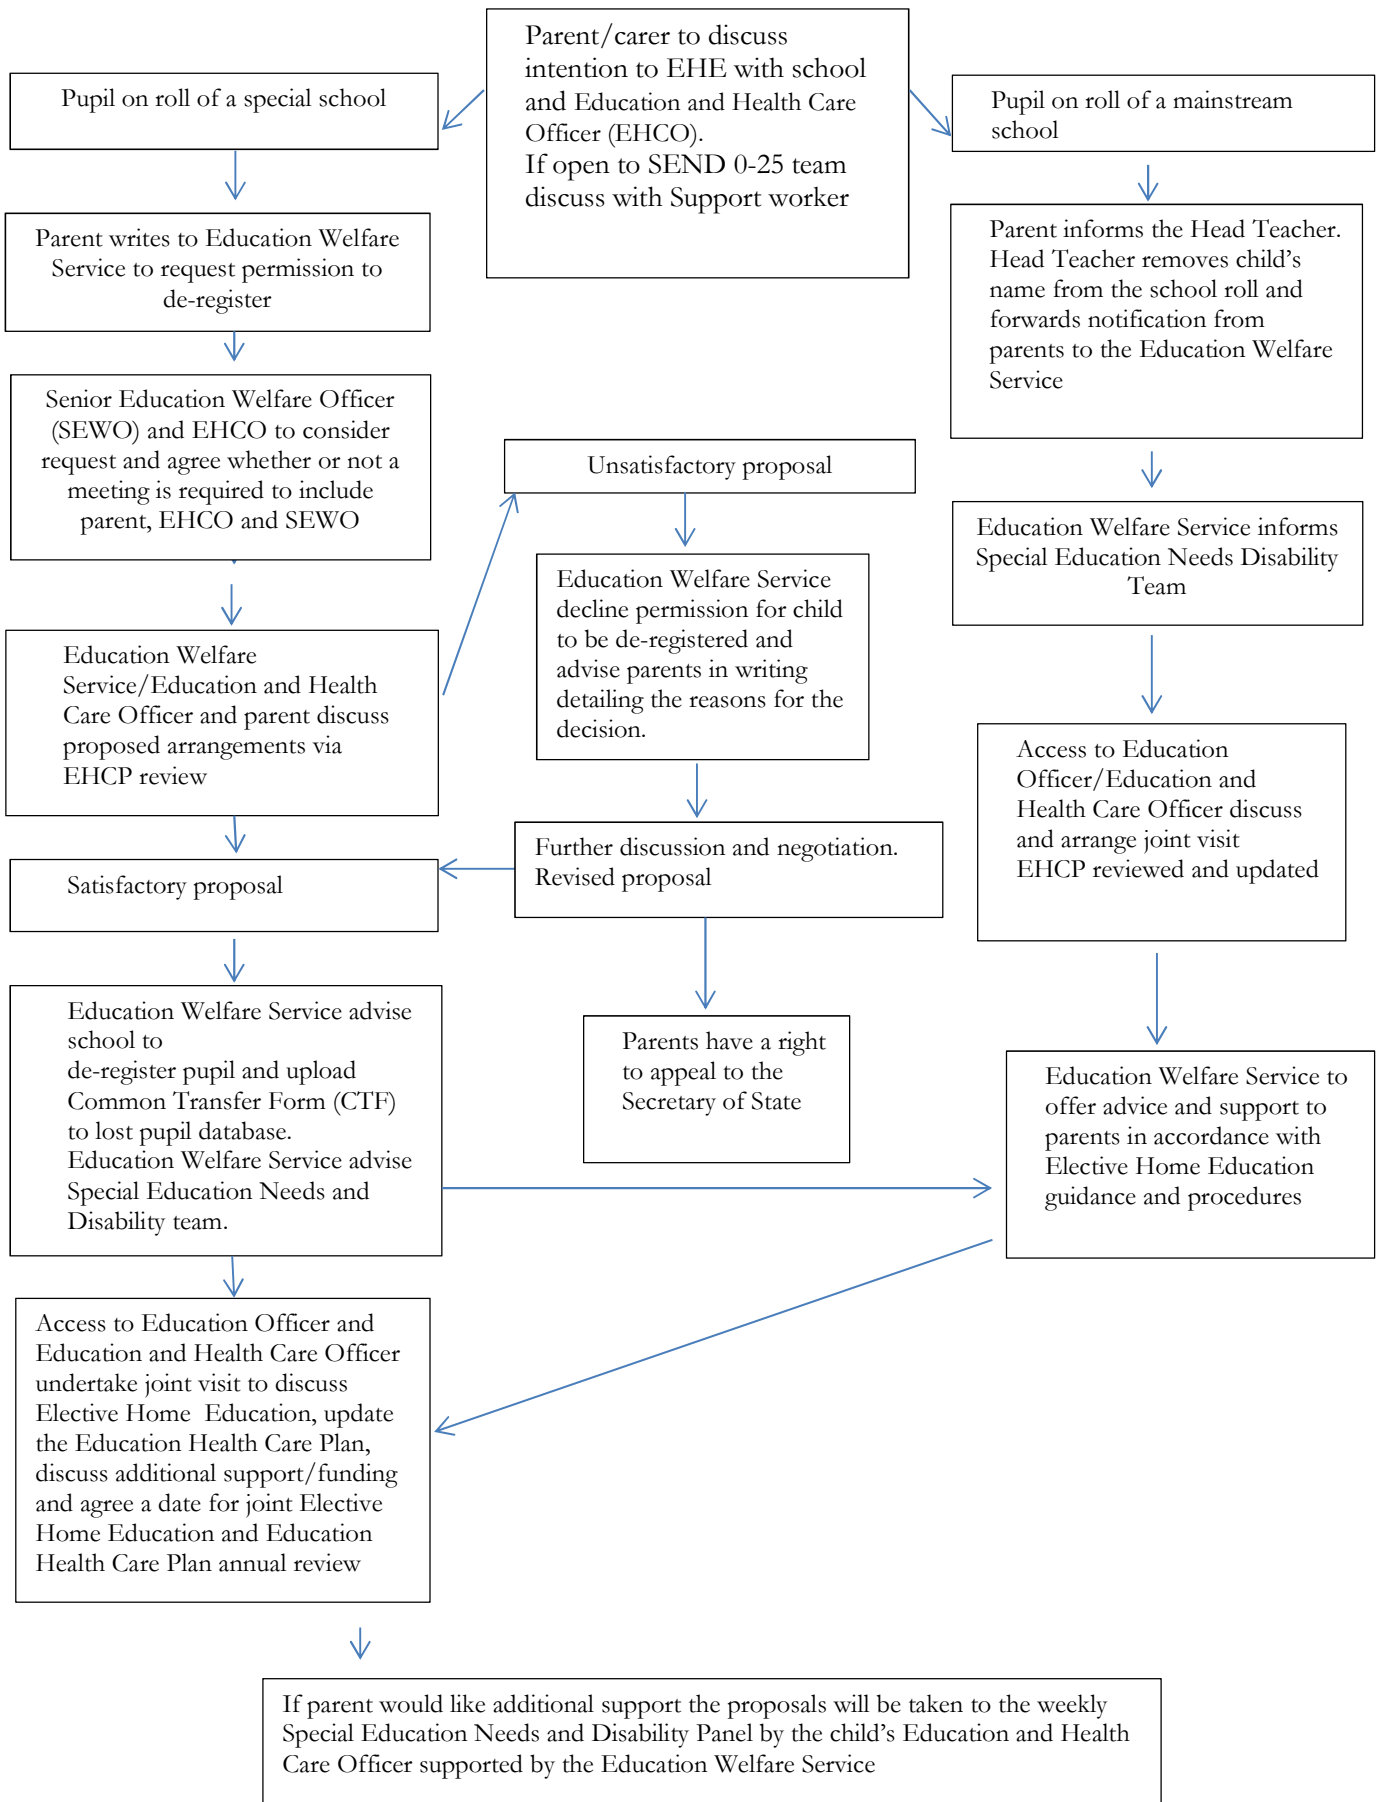 Parent/carer to discuss
intention to EHE with school
and Education and Health Care
Officer (EHCO).
If open to SEND 0-25 team
discuss with Support worker
Pupil on roll of a special school
Pupil on roll of a mainstream
school
Parent writes to Education Welfare
Service to request permission to
de-register
Parent informs the Head Teacher.
Head Teacher removes child’s
name from the school roll and
forwards notification from
parents to the Education Welfare
Service
Senior Education Welfare Officer
(SEWO) and EHCO to consider
request and agree whether or not a
meeting is required to include
parent, EHCO and SEWO
Unsatisfactory proposal
Education Welfare Service informs
Special Education Needs Disability
Team
Education Welfare Service
decline permission for child
to be de-registered and
advise parents in writing
detailing the reasons for the
decision.
Education Welfare
Service/Education and Health
Care Officer and parent discuss
proposed arrangements via
EHCP review
Access to Education
Officer/Education and
Health Care Officer discuss
and arrange joint visit
EHCP reviewed and updated
Further discussion and negotiation.
Revised proposal
Satisfactory proposal
Education Welfare Service advise
school to
de-register pupil and upload
Common Transfer Form (CTF)
to lost pupil database.
Education Welfare Service advise
Special Education Needs and
Disability team.
Parents have a right
to appeal to the
Secretary of State
Education Welfare Service to
offer advice and support to
parents in accordance with
Elective Home Education
guidance and procedures
Access to Education Officer and
Education and Health Care Officer
undertake joint visit to discuss
Elective Home  Education, update
the Education Health Care Plan,
discuss additional support/funding
and agree a date for joint Elective
Home Education and Education
Health Care Plan annual review
If parent would like additional support the proposals will be taken to the weekly
Special Education Needs and Disability Panel by the child’s Education and Health
Care Officer supported by the Education Welfare Service